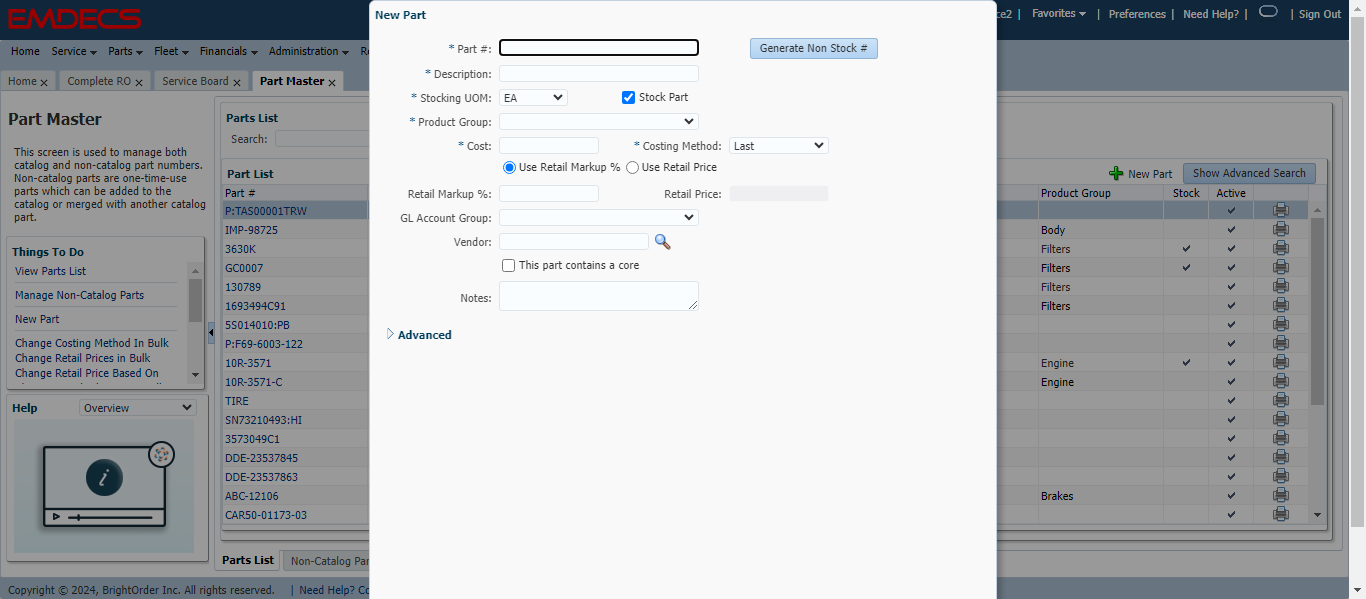 EMDECS
ce2 | Favorites | Preferences | Need Help? | | Sign Out
Home Service Parts Fleet Financials Administration
Home x Complete RO x Service Board x Part Master x
Part Master
This screen is used to manage both
catalog and non-catalog part numbers.
Non-catalog parts are one-time-use
parts which can be added to the
catalog or merged with another catalog
part.
Things To Do
View Parts List
Manage Non-Catalog Parts
New Part
Change Costing Method In Bulk
Change Retail Prices in Bulk
Change Retail Price Based On
Help Overview
i
Parts List
Search:
Part List
New Part Show Advanced Search
Part # Product Group Stock Active
P:TAS00001TRW
IMP-98725 Body
3630K Filters
GC0007 Filters
130789 Filters
1693494C91 Filters
5S014010:PB
P:F69-6003-122
10R-3571 Engine
10R-3571-C Engine
TIRE
SN73210493:HI
3573049C1
DDE-23537845
DDE-23537863
ABC-12106 Brakes
CAR50-01173-03
Parts List Non-Catalog Par
New Part
* Part #: Generate Non Stock #
* Description:
* Stocking UOM: EA Stock Part
* Product Group:
* Cost: * Costing Method: Last
Use Retail Markup % Use Retail Price
Retail Markup %: Retail Price:
GL Account Group:
Vendor:
This part contains a core
Notes:
Advanced
Copyright © 2024, BrightOrder Inc. All rights reserved. | Need Help? Co